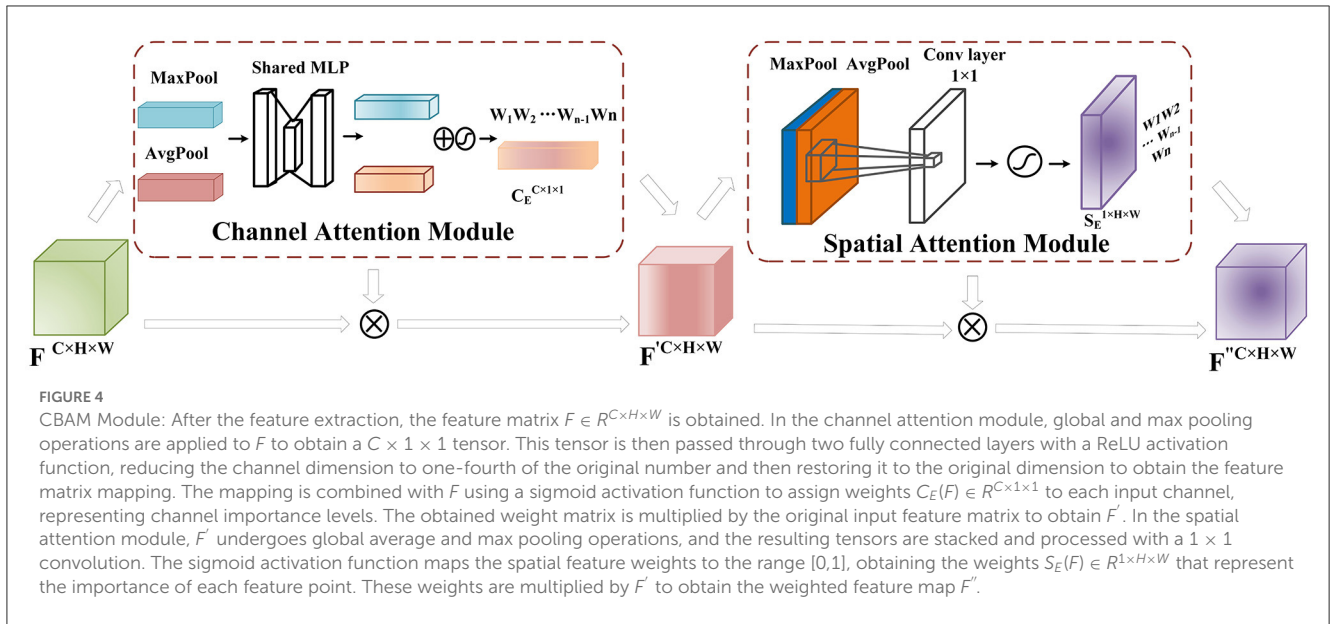 MaxPool
Shared MLP
AvgPool
W₁W₂ ···Wₙ₋₁Wn
C_E^{C×1×1}
Channel Attention Module
MaxPool AvgPool
Conv layer
1×1
W1W2
... Wₙ₋₁
Wn
S_E^{1×H×W}
Spatial Attention Module
F^{C×H×W}
F'^{C×H×W}
F"^{C×H×W}
FIGURE 4
CBAM Module: After the feature extraction, the feature matrix F ∈ R^{C×H×W} is obtained. In the channel attention module, global and max pooling
operations are applied to F to obtain a C × 1 × 1 tensor. This tensor is then passed through two fully connected layers with a ReLU activation
function, reducing the channel dimension to one-fourth of the original number and then restoring it to the original dimension to obtain the feature
matrix mapping. The mapping is combined with F using a sigmoid activation function to assign weights C_E(F) ∈ R^{C×1×1} to each input channel,
representing channel importance levels. The obtained weight matrix is multiplied by the original input feature matrix to obtain F′. In the spatial
attention module, F′ undergoes global average and max pooling operations, and the resulting tensors are stacked and processed with a 1 × 1
convolution. The sigmoid activation function maps the spatial feature weights to the range [0,1], obtaining the weights S_E(F) ∈ R^{1×H×W} that represent
the importance of each feature point. These weights are multiplied by F′ to obtain the weighted feature map F″.